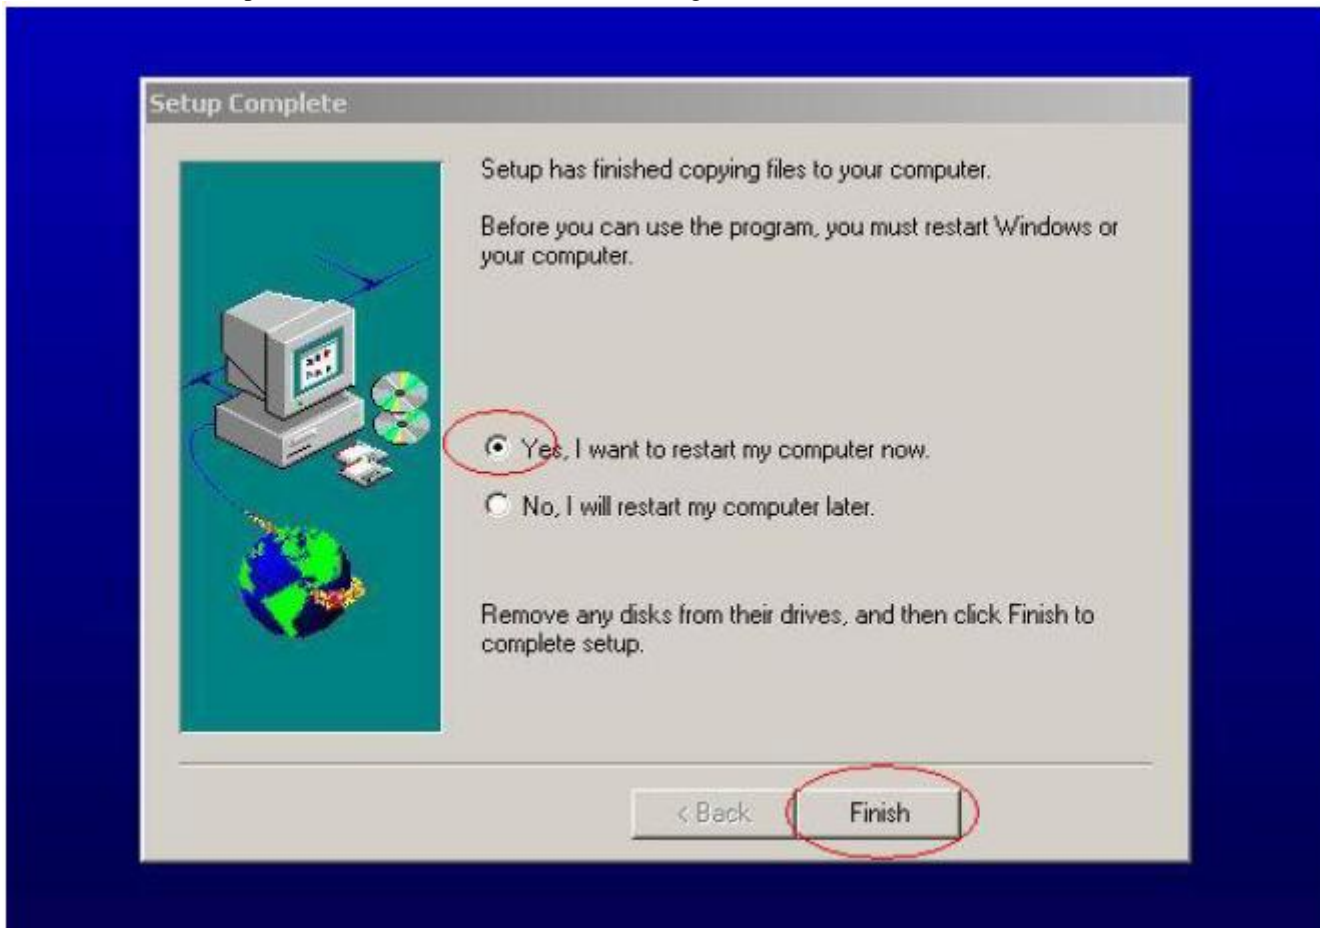 Setup Complete
Setup has finished copying files to your computer.
Before you can use the program, you must restart Windows or
your computer.
Yes, I want to restart my computer now.
No, I will restart my computer later.
Remove any disks from their drives, and then click Finish to
complete setup.
< Back
Finish